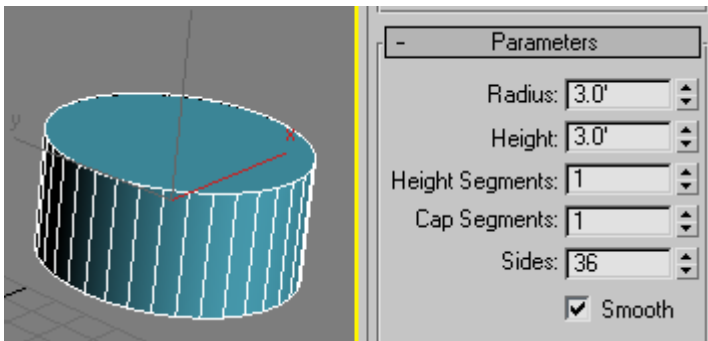 y
x
- Parameters
Radius: 3.0'
Height: 3.0'
Height Segments: 1
Cap Segments: 1
Sides: 36
Smooth